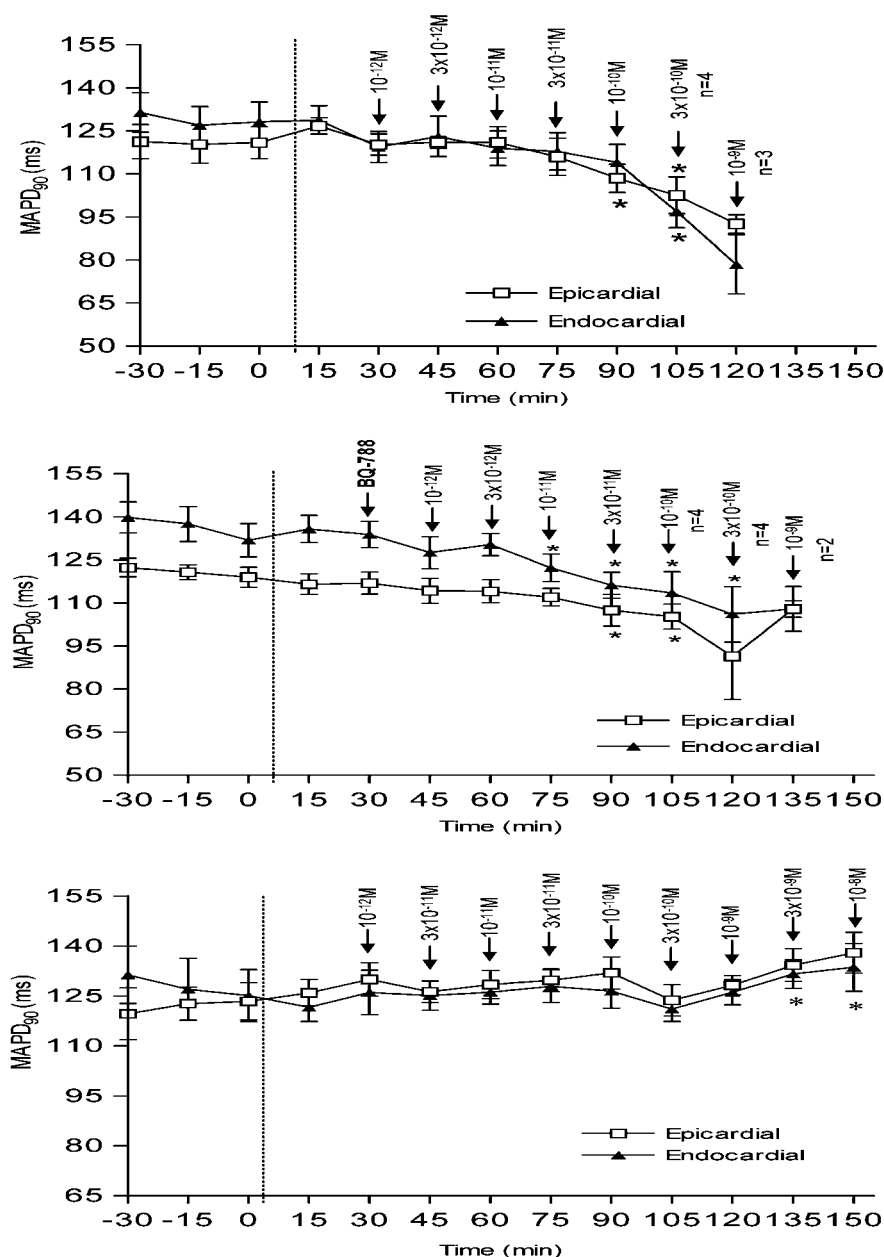 155
140
125
110
95
80
65
50
MAPD₉₀ (ms)
10⁻¹²M
3x10⁻¹²M
10⁻¹¹M
3x10⁻¹¹M
10⁻¹⁰M
3x10⁻¹⁰M
n=4
10⁻⁹M
n=3
*
*
*
Epicardial
Endocardial
-30 -15 0 15 30 45 60 75 90 105 120 135 150
Time (min)
155
140
125
110
95
80
65
50
MAPD₉₀ (ms)
BQ-788
10⁻¹²M
3x10⁻¹²M
10⁻¹¹M
3x10⁻¹¹M
10⁻¹⁰M
n=4
3x10⁻¹⁰M
n=4
10⁻⁹M
n=2
* * * *
* *
Epicardial
Endocardial
-30 -15 0 15 30 45 60 75 90 105 120 135 150
Time (min)
155
140
125
110
95
80
65
MAPD₉₀ (ms)
10⁻¹²M
3x10⁻¹¹M
10⁻¹¹M
3x10⁻¹¹M
10⁻¹⁰M
3x10⁻¹⁰M
10⁻⁹M
3x10⁻⁹M
10⁻⁸M
* *
Epicardial
Endocardial
-30 -15 0 15 30 45 60 75 90 105 120 135 150
Time (min)